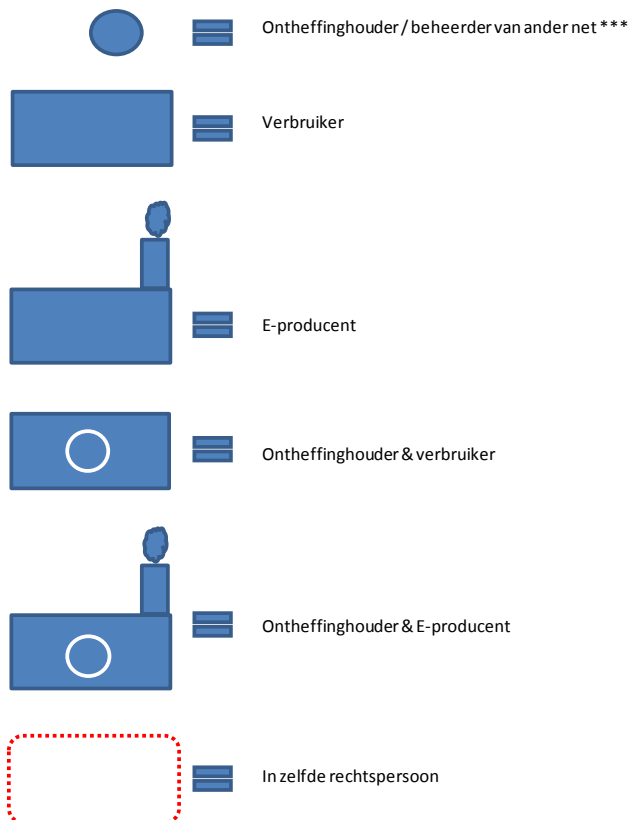 Ontheffinghouder / beheerder van ander net ***
Verbruiker
E-producent
Ontheffinghouder & verbruiker
Ontheffinghouder & E-producent
In zelfde rechtspersoon